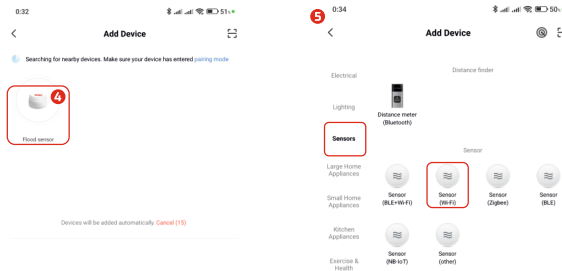 0:32
51%
Add Device
Searching for nearby devices. Make sure your device has entered pairing mode
4
Flood sensor
Devices will be added automatically. Cancel (15)
5
0:34
50%
Add Device
Electrical
Lighting
Sensors
Large Home
Appliances
Small Home
Appliances
Kitchen
Appliances
Exercise &
Health
Distance finder
Distance meter
(Bluetooth)
Sensor
Sensor
(BLE+Wi-Fi)
Sensor
(Wi-Fi)
Sensor
(Zigbee)
Sensor
(BLE)
Sensor
(NB-IoT)
Sensor
(other)